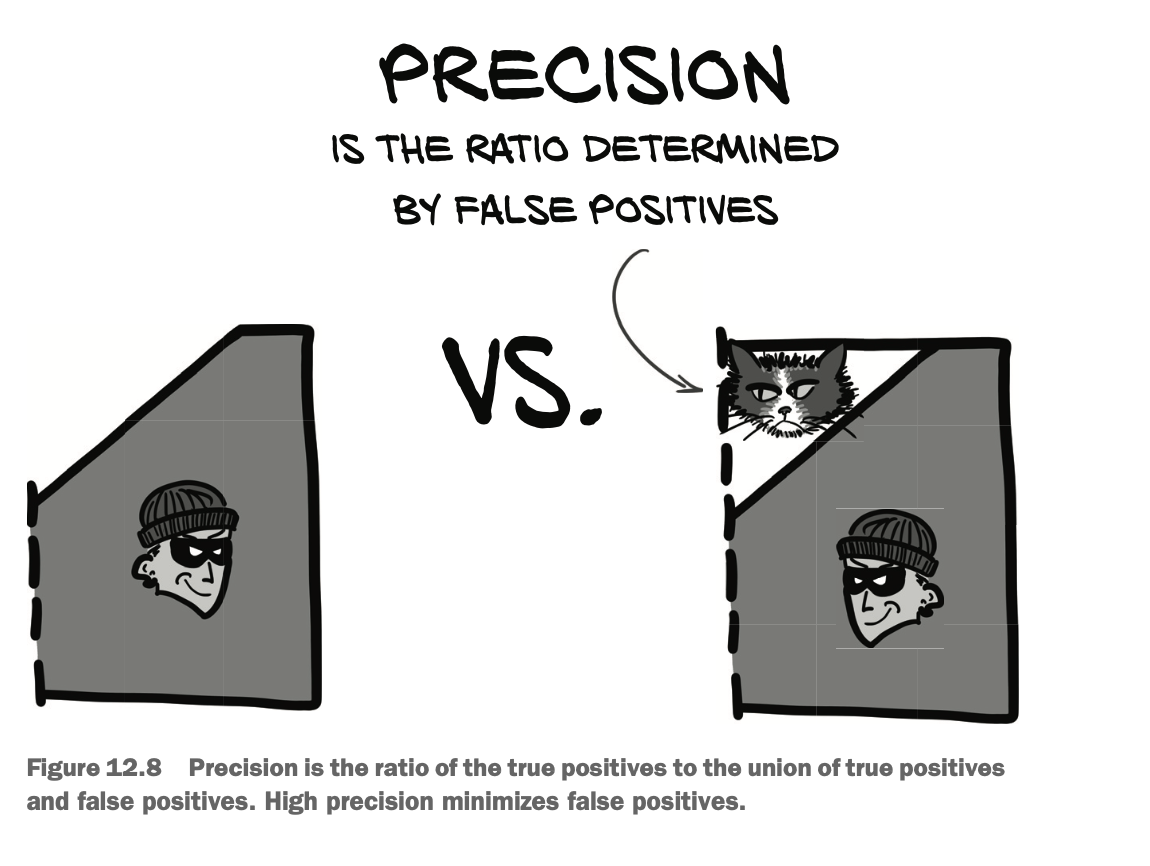 PRECISION
IS THE RATIO DETERMINED
BY FALSE POSITIVES
VS.
Figure 12.8 Precision is the ratio of the true positives to the union of true positives
and false positives. High precision minimizes false positives.